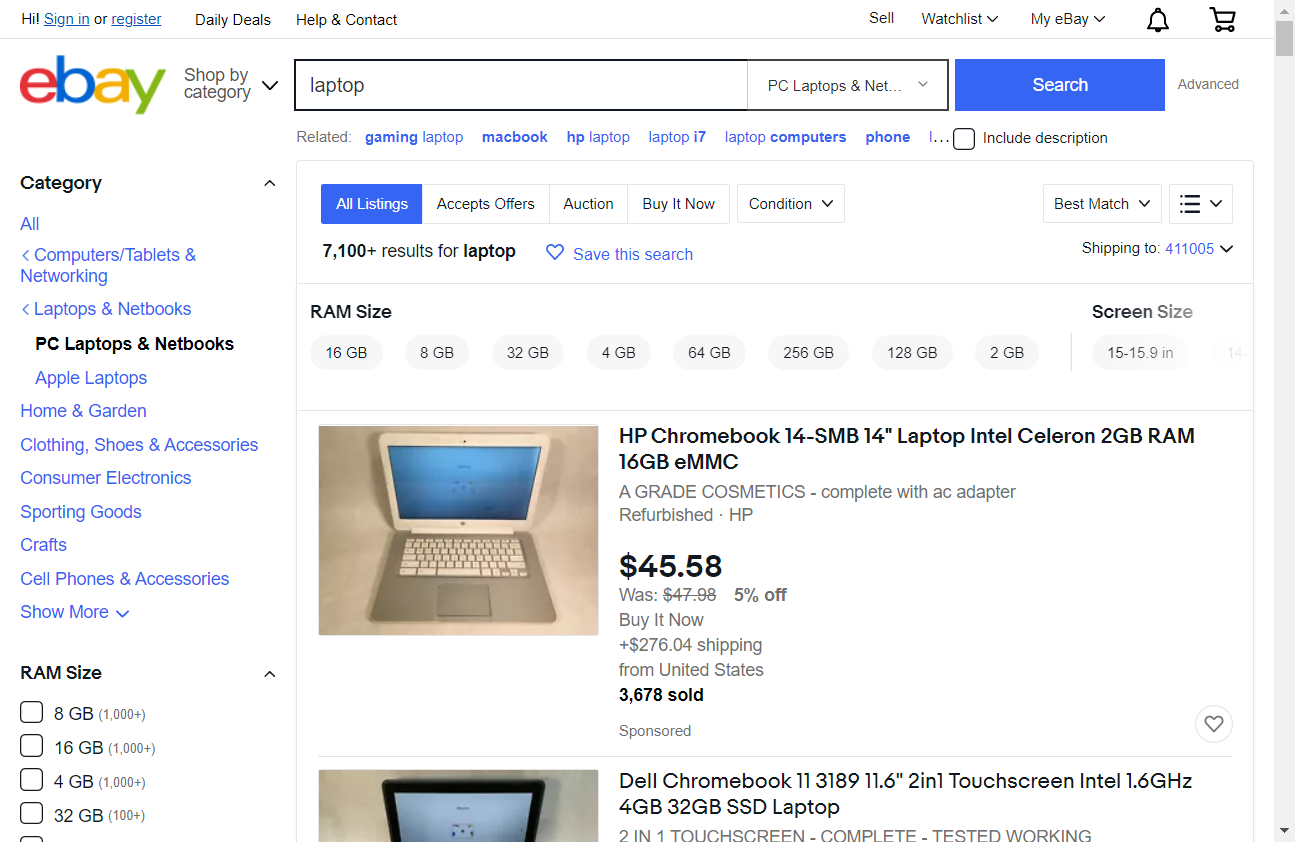 Hi! Sign in or register Daily Deals Help & Contact Sell Watchlist My eBay
ebay
Shop by
category
laptop PC Laptops & Net... Search Advanced
Related: gaming laptop macbook hp laptop laptop i7 laptop computers phone l... Include description
Category
All
Computers/Tablets &
Networking
Laptops & Netbooks
PC Laptops & Netbooks
Apple Laptops
Home & Garden
Clothing, Shoes & Accessories
Consumer Electronics
Sporting Goods
Crafts
Cell Phones & Accessories
Show More
RAM Size
8 GB (1,000+)
16 GB (1,000+)
4 GB (1,000+)
32 GB (100+)
All Listings Accepts Offers Auction Buy It Now Condition Best Match
7,100+ results for laptop Save this search Shipping to: 411005
RAM Size Screen Size
16 GB 8 GB 32 GB 4 GB 64 GB 256 GB 128 GB 2 GB 15-15.9 in 14-
HP Chromebook 14-SMB 14" Laptop Intel Celeron 2GB RAM
16GB eMMC
A GRADE COSMETICS - complete with ac adapter
Refurbished · HP
$45.58
Was: $47.98 5% off
Buy It Now
+$276.04 shipping
from United States
3,678 sold
Sponsored
Dell Chromebook 11 3189 11.6" 2in1 Touchscreen Intel 1.6GHz
4GB 32GB SSD Laptop
2 IN 1 TOUCHSCREEN - COMPLETE - TESTED WORKING